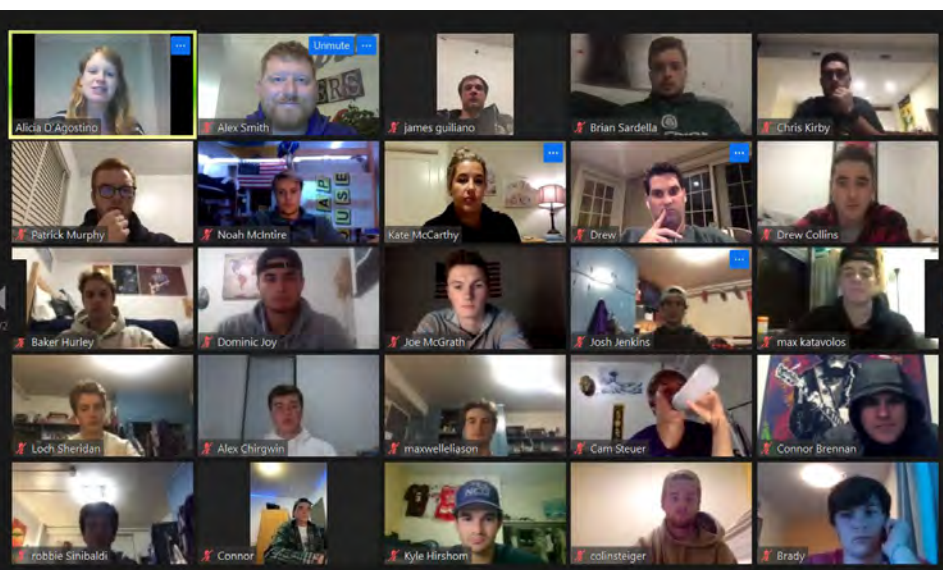 Unmute
Alicia D'Agostino
Alex Smith
james guiliano
Brian Sardella
Chris Kirby
Patrick Murphy
Noah McIntire
Kate McCarthy
Drew
Drew Collins
Baker Hurley
Dominic Joy
Joe McGrath
Josh Jenkins
max katavolos
Loch Sheridan
Alex Chirgwin
maxwelleliason
Cam Steuer
Connor Brennan
robbie Sinibaldi
Connor
Kyle Hirshom
colinsteiger
Brady